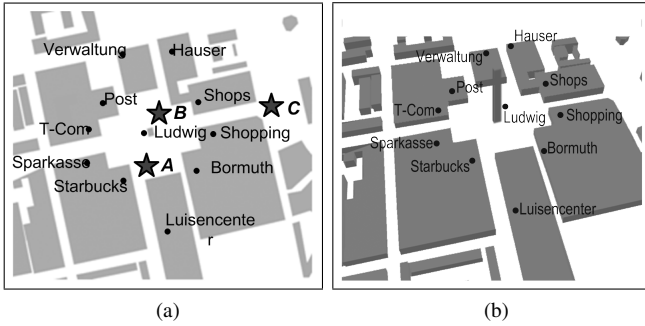 Verwaltung
Hauser
Post
B
Shops
C
T-Com
Ludwig
Shopping
Sparkasse
A
Starbucks
Bormuth
Luisencente
r
(a)
Hauser
Verwaltung
Shops
Post
T-Com
Ludwig
Shopping
Sparkasse
Bormuth
Starbucks
Luisencenter
(b)